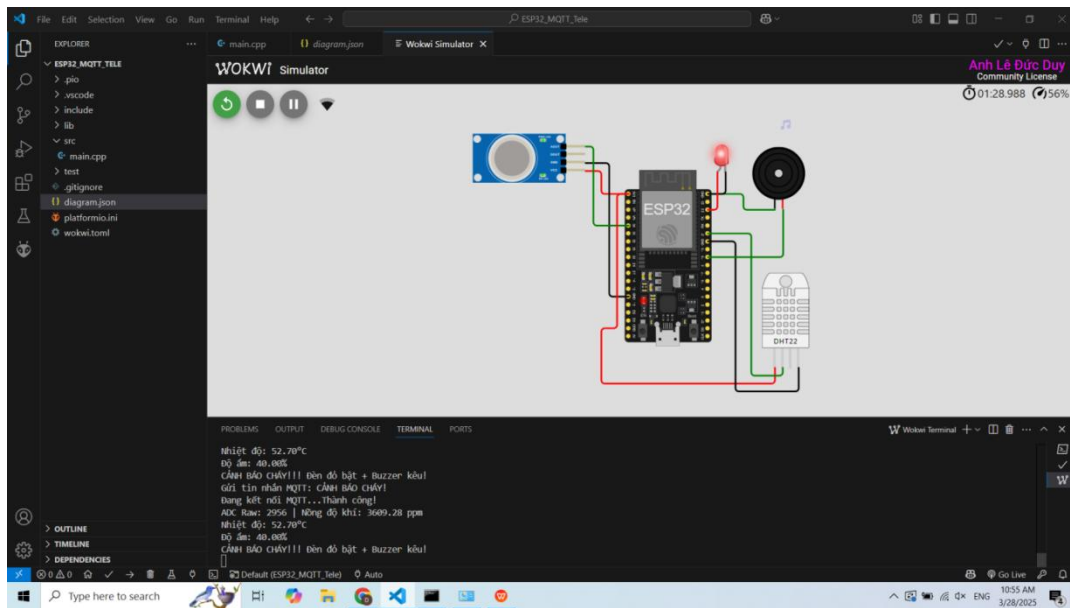 File Edit Selection View Go Run Terminal Help
ESP32_MQTT_Tele
EXPLORER
main.cpp
diagram.json
Wokwi Simulator
ESP32_MQTT_TELE
.pio
.vscode
include
lib
src
main.cpp
test
.gitignore
diagram.json
platformio.ini
wokwi.toml
WOKWI Simulator
Anh Lê Đức Duy
Community License
01:28.988 56%
ESP32
DHT22
PROBLEMS OUTPUT DEBUG CONSOLE TERMINAL PORTS
Wokwi Terminal
Nhiệt độ: 52.70°C
Độ ẩm: 40.00%
CẢNH BÁO CHÁY!!! Đèn đỏ bật + Buzzer kêu!
Gửi tin nhắn MQTT: CẢNH BÁO CHÁY!
Đang kết nối MQTT...Thành công!
ADC Raw: 2956 | Nồng độ khí: 3609.28 ppm
Nhiệt độ: 52.70°C
Độ ẩm: 40.00%
CẢNH BÁO CHÁY!!! Đèn đỏ bật + Buzzer kêu!
OUTLINE
TIMELINE
DEPENDENCIES
0 0 0 Default (ESP32_MQTT_Tele) Auto
Go Live
Type here to search
ENG
10:55 AM
3/28/2025